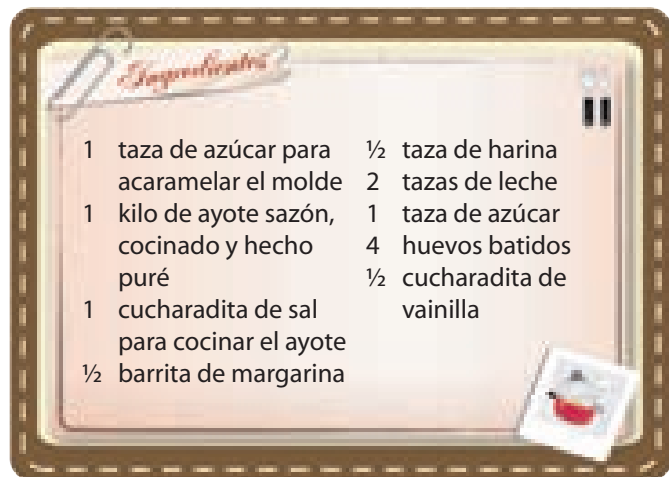 Ingredientes
1 taza de azúcar para
acaramelar el molde
1 kilo de ayote sazón,
cocinado y hecho
puré
1 cucharadita de sal
para cocinar el ayote
½ barrita de margarina
½ taza de harina
2 tazas de leche
1 taza de azúcar
4 huevos batidos
½ cucharadita de
vainilla